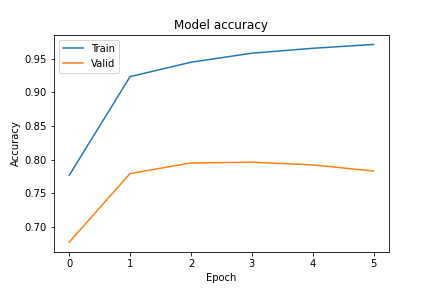 Model accuracy
Train
Valid
0.95
0.90
0.85
0.80
0.75
0.70
Accuracy
0 1 2 3 4 5
Epoch